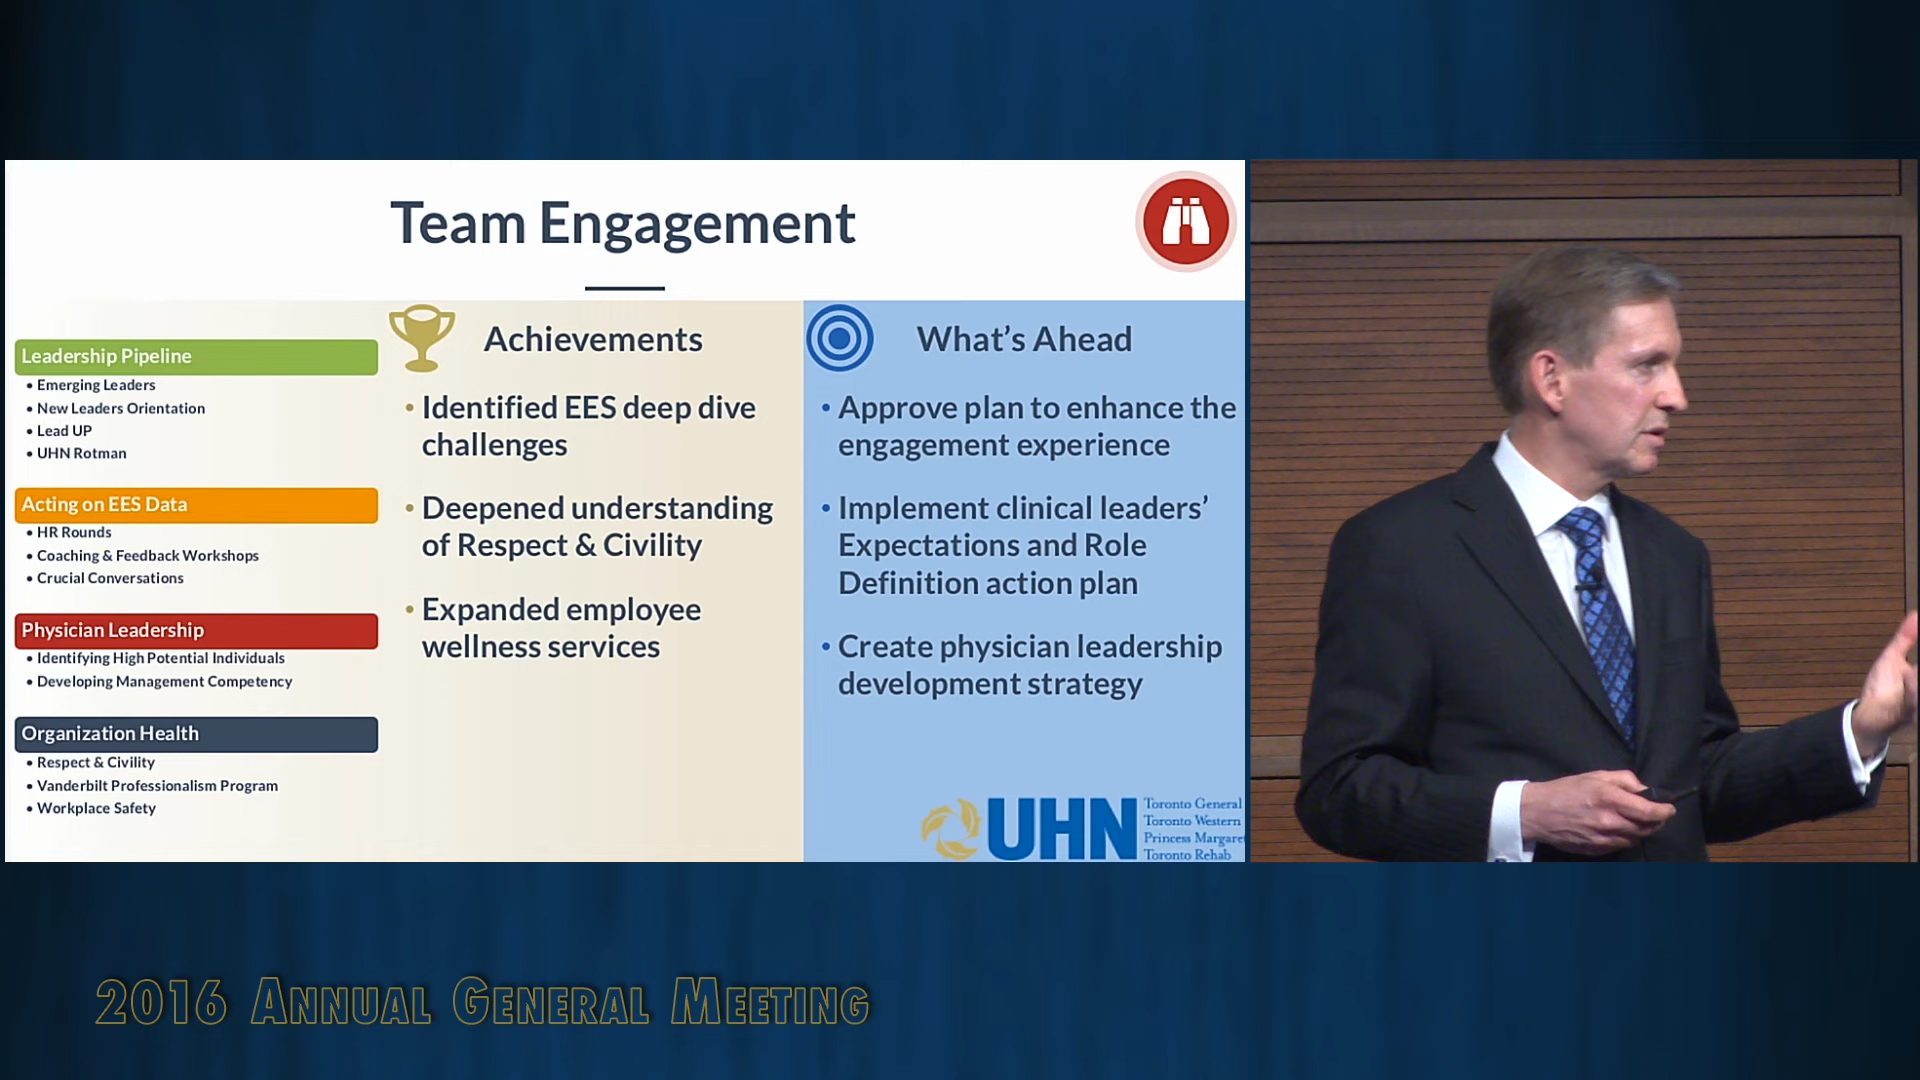 Team Engagement
Leadership Pipeline
• Emerging Leaders
• New Leaders Orientation
• Lead UP
• UHN Rotman
Acting on EES Data
• HR Rounds
• Coaching & Feedback Workshops
• Crucial Conversations
Physician Leadership
• Identifying High Potential Individuals
• Developing Management Competency
Organization Health
• Respect & Civility
• Vanderbilt Professionalism Program
• Workplace Safety
Achievements
• Identified EES deep dive
challenges
• Deepened understanding
of Respect & Civility
• Expanded employee
wellness services
What's Ahead
• Approve plan to enhance the
engagement experience
• Implement clinical leaders'
Expectations and Role
Definition action plan
• Create physician leadership
development strategy
UHN
Toronto General
Toronto Western
Princess Margaret
Toronto Rehab
2016 Annual General Meeting